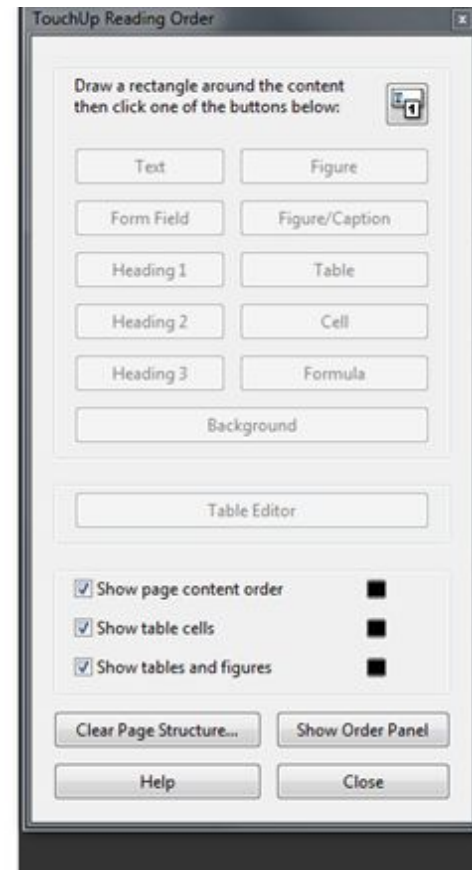 TouchUp Reading Order
Draw a rectangle around the content
then click one of the buttons below:
1
Text
Figure
Form Field
Figure/Caption
Heading 1
Table
Heading 2
Cell
Heading 3
Formula
Background
Table Editor
Show page content order
Show table cells
Show tables and figures
Clear Page Structure...
Show Order Panel
Help
Close